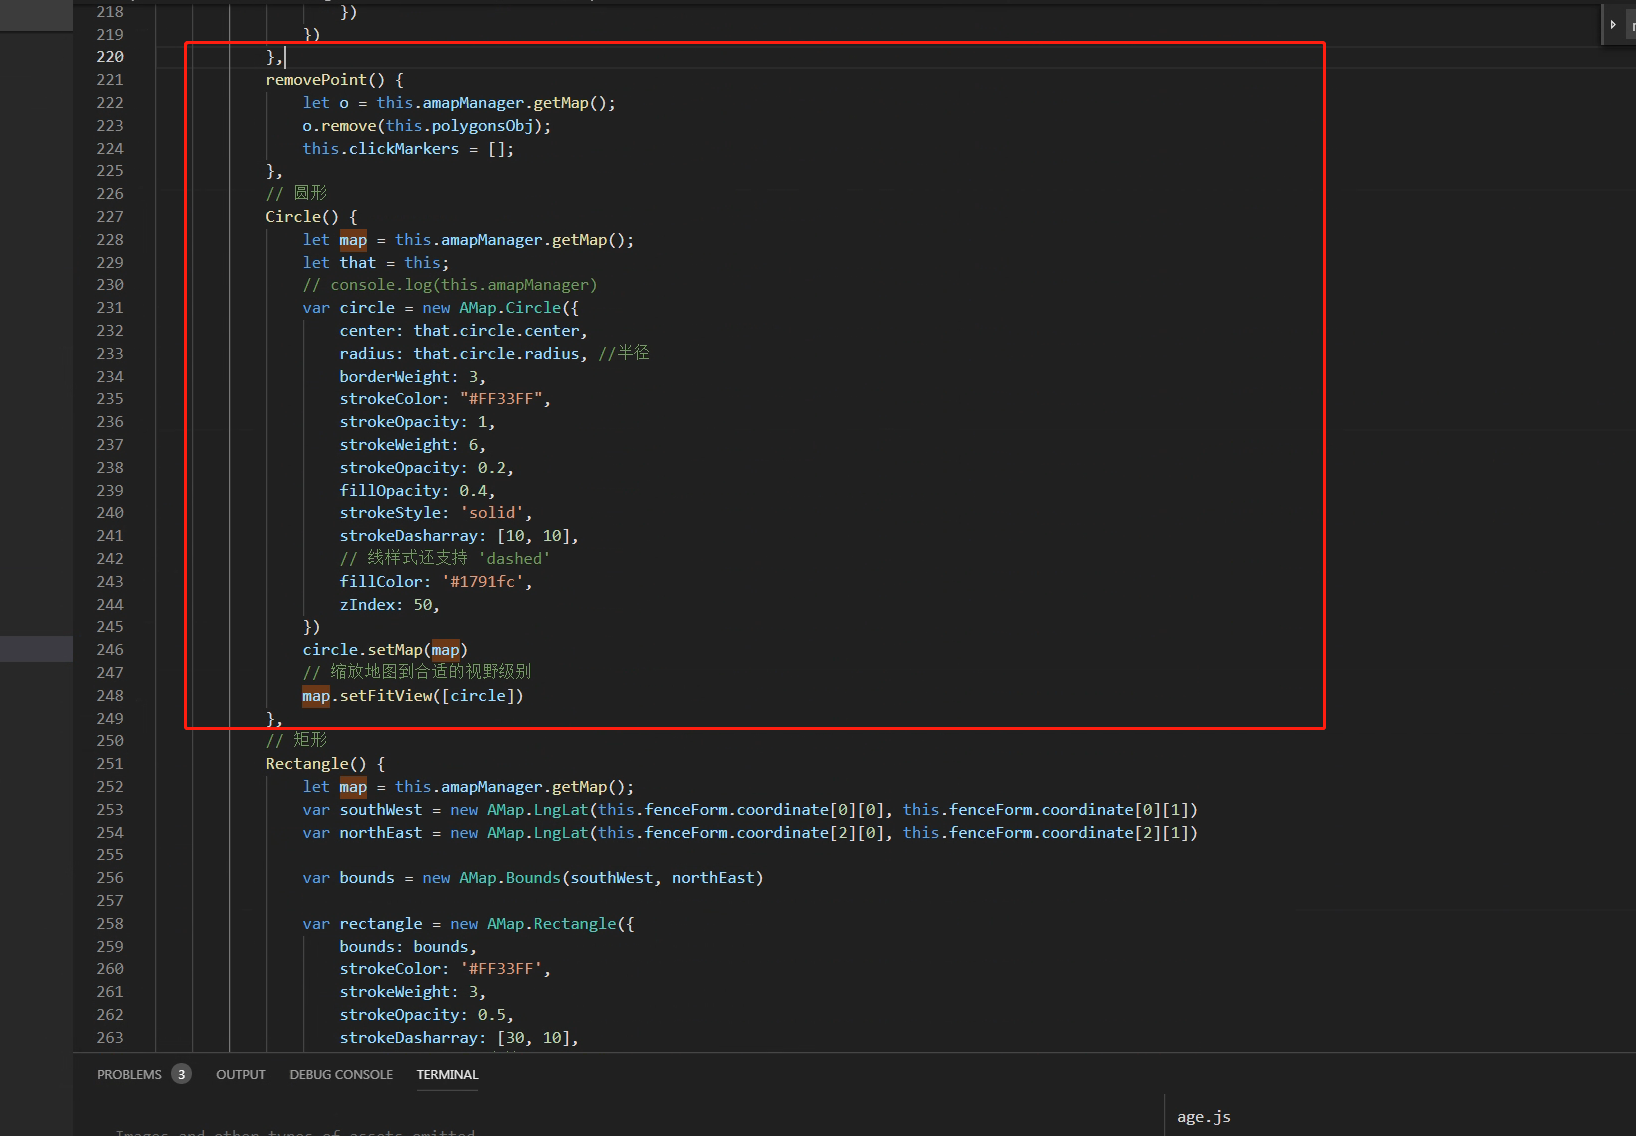 218 })
219 })
220 },
221 removePoint() {
222 let o = this.amapManager.getMap();
223 o.remove(this.polygonsObj);
224 this.clickMarkers = [];
225 },
226 // 圆形
227 Circle() {
228 let map = this.amapManager.getMap();
229 let that = this;
230 // console.log(this.amapManager)
231 var circle = new AMap.Circle({
232 center: that.circle.center,
233 radius: that.circle.radius, //半径
234 borderWeight: 3,
235 strokeColor: "#FF33FF",
236 strokeOpacity: 1,
237 strokeWeight: 6,
238 strokeOpacity: 0.2,
239 fillOpacity: 0.4,
240 strokeStyle: 'solid',
241 strokeDasharray: [10, 10],
242 // 线样式还支持 'dashed'
243 fillColor: '#1791fc',
244 zIndex: 50,
245 })
246 circle.setMap(map)
247 // 缩放地图到合适的视野级别
248 map.setFitView([circle])
249 },
250 // 矩形
251 Rectangle() {
252 let map = this.amapManager.getMap();
253 var southWest = new AMap.LngLat(this.fenceForm.coordinate[0][0], this.fenceForm.coordinate[0][1])
254 var northEast = new AMap.LngLat(this.fenceForm.coordinate[2][0], this.fenceForm.coordinate[2][1])
255
256 var bounds = new AMap.Bounds(southWest, northEast)
257
258 var rectangle = new AMap.Rectangle({
259 bounds: bounds,
260 strokeColor: '#FF33FF',
261 strokeWeight: 3,
262 strokeOpacity: 0.5,
263 strokeDasharray: [30, 10],
PROBLEMS 3 OUTPUT DEBUG CONSOLE TERMINAL
age.js
Images and other types of assets omitted